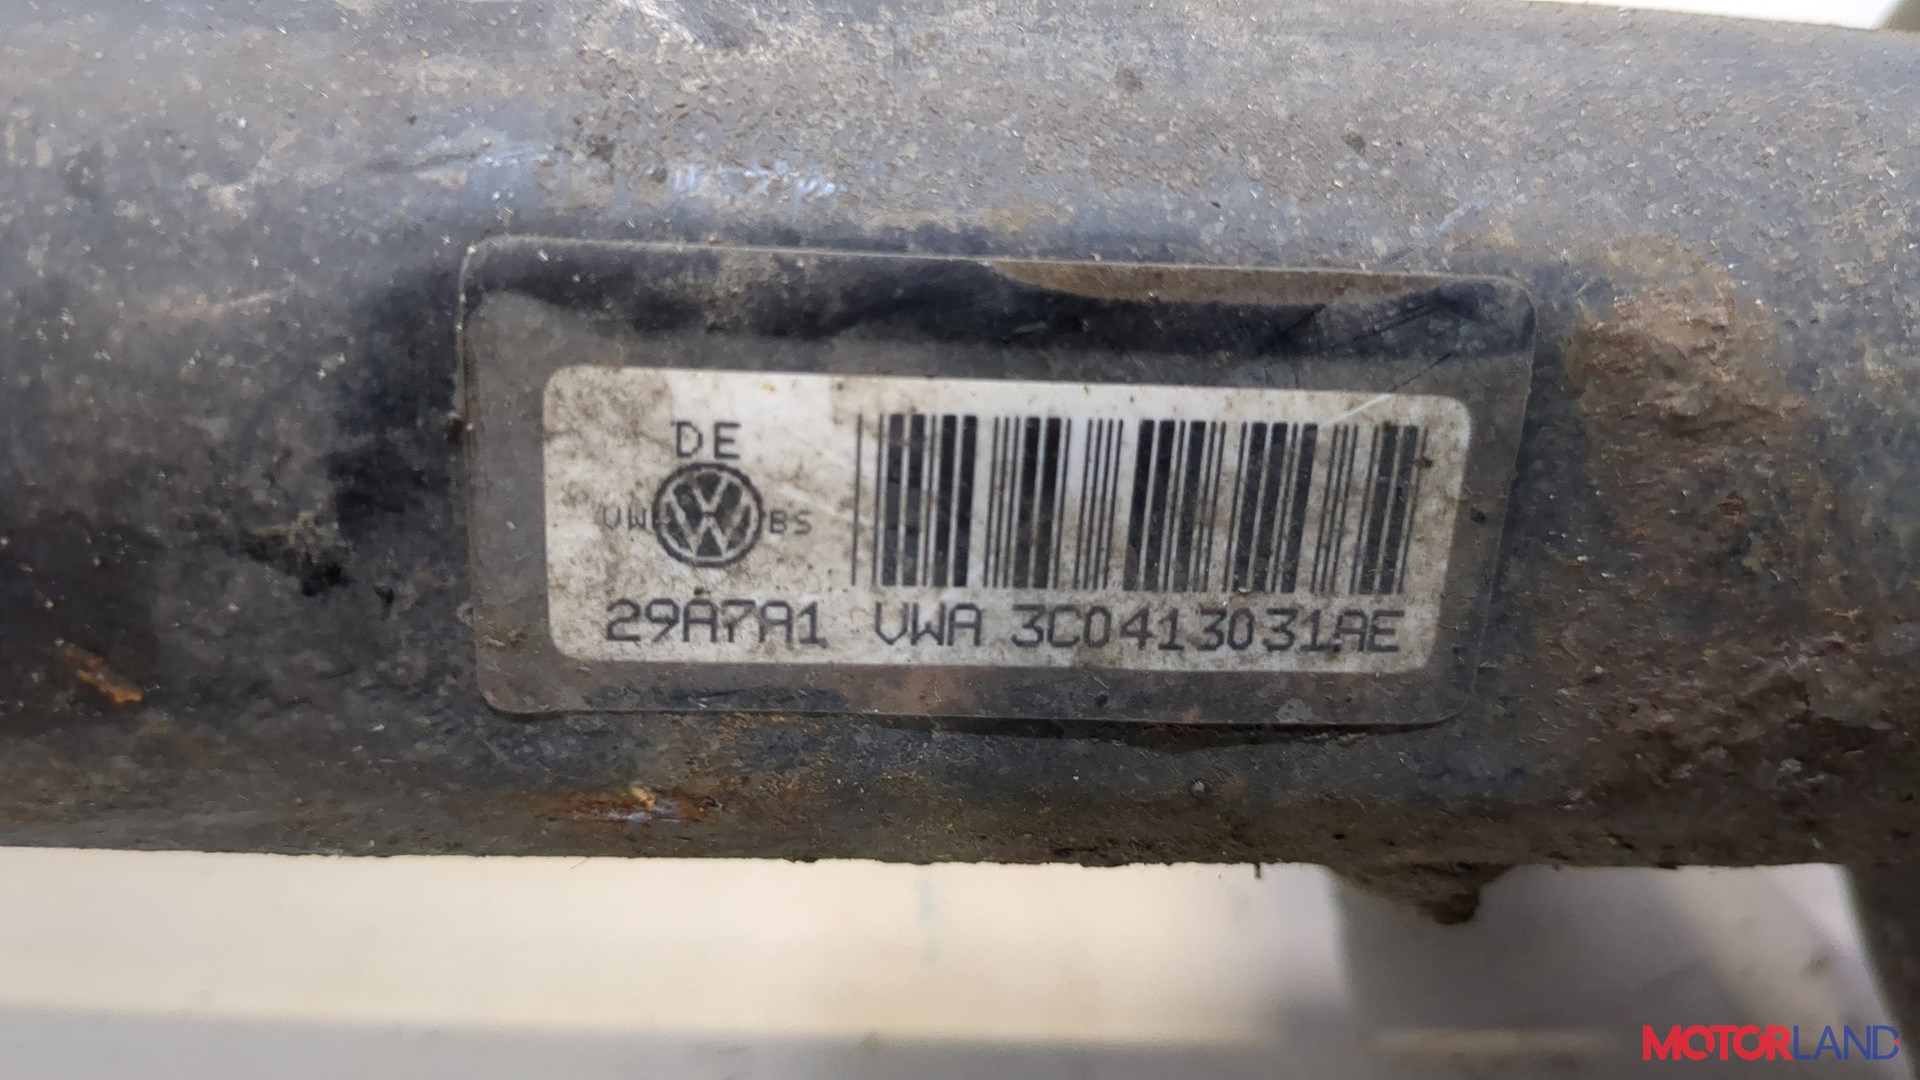 DE
VW BS
29A7A1 VWA 3C0413031AE
MOTORLAND